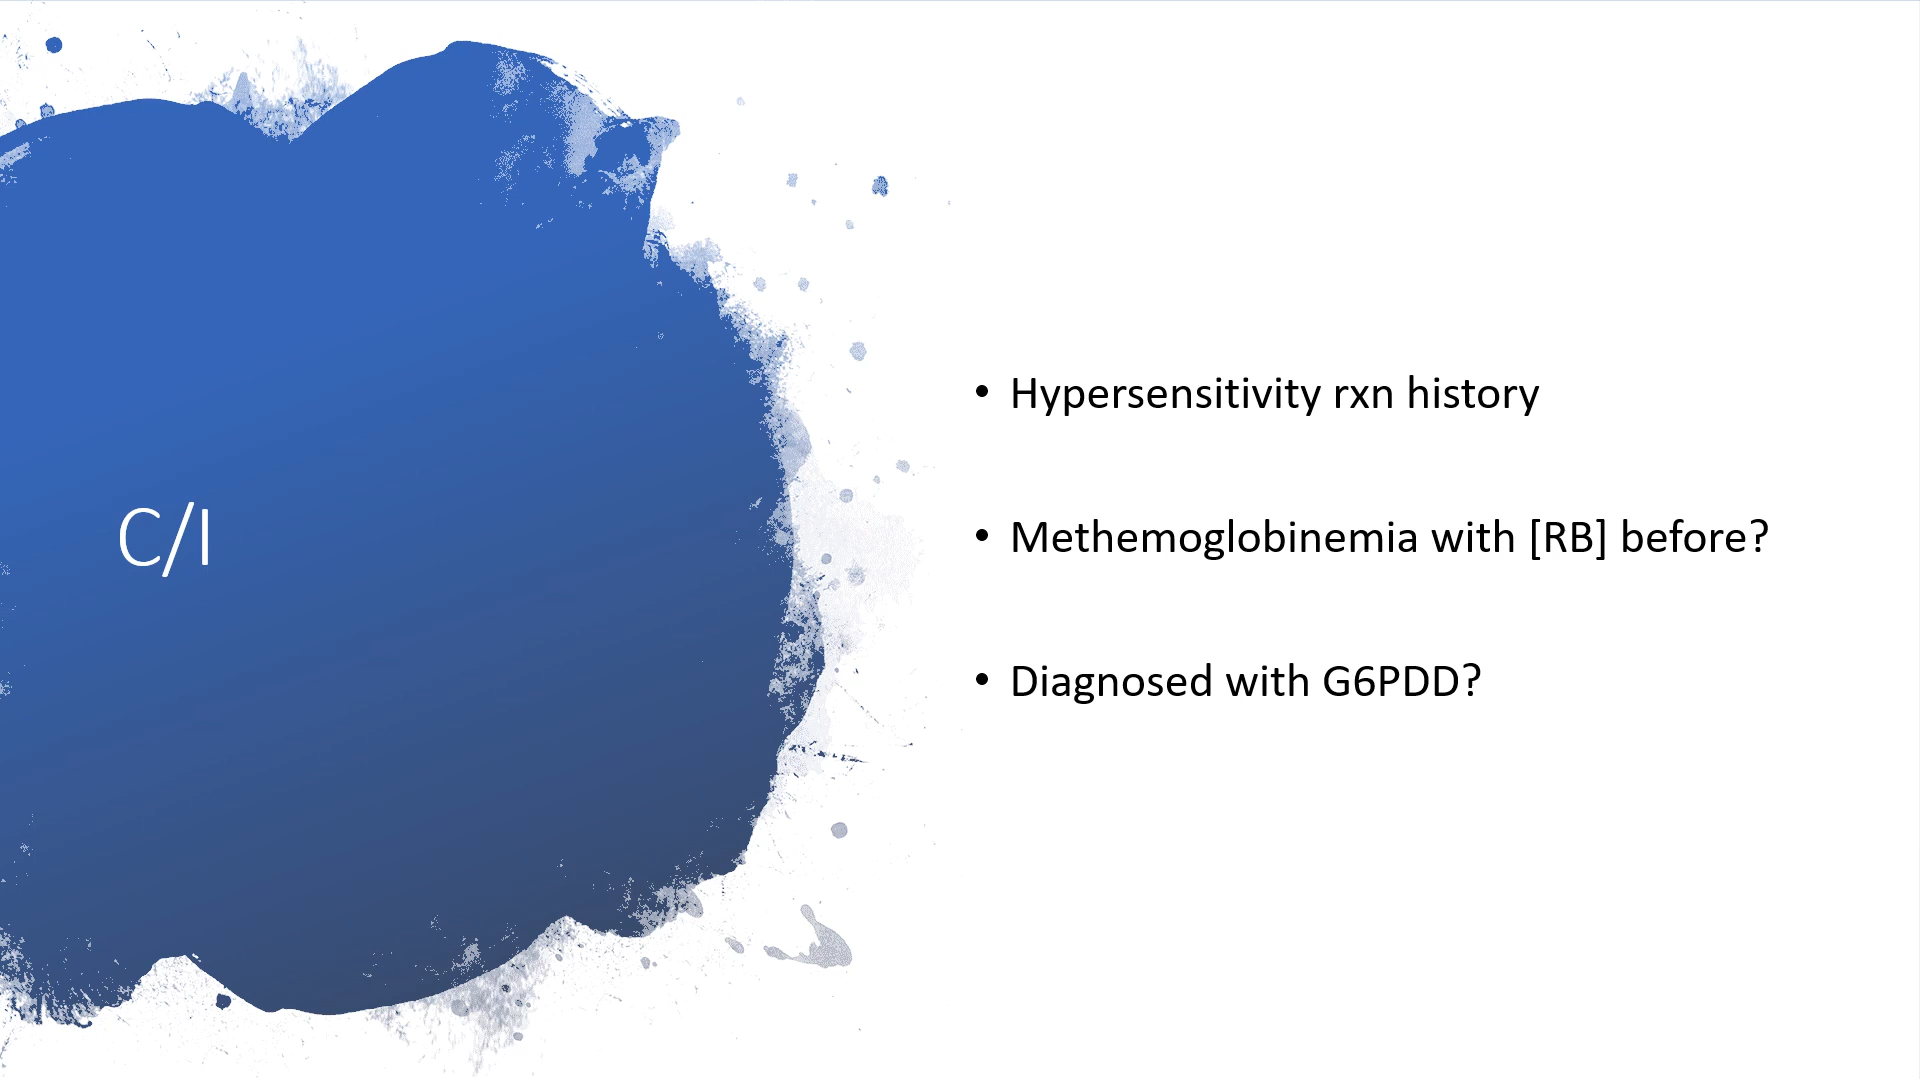 C/I
• Hypersensitivity rxn history
• Methemoglobinemia with [RB] before?
• Diagnosed with G6PDD?